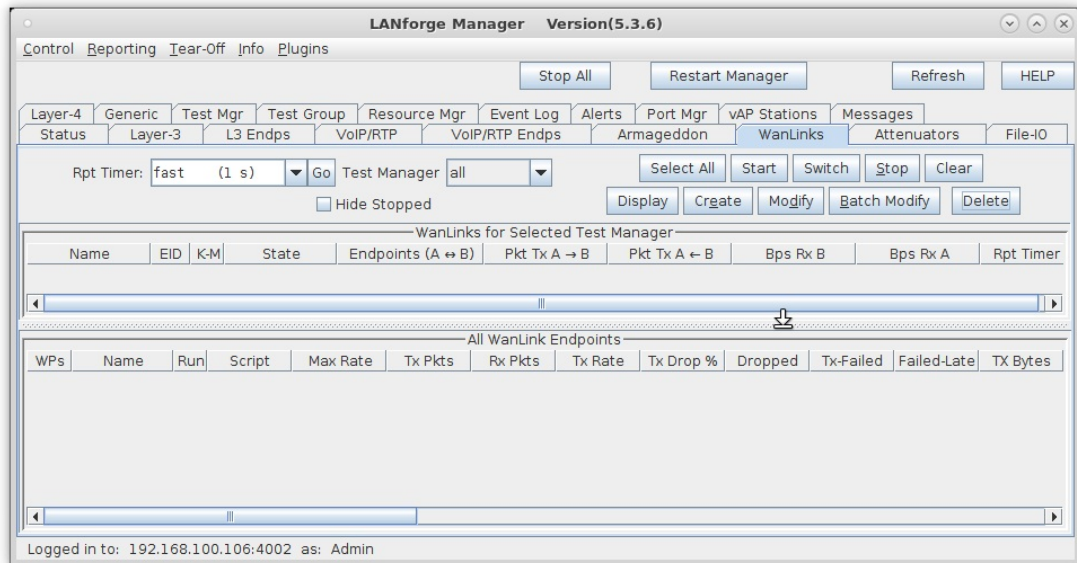 LANforge Manager Version(5.3.6)
Control Reporting Tear-Off Info Plugins
Stop All Restart Manager Refresh HELP
Layer-4 Generic Test Mgr Test Group Resource Mgr Event Log Alerts Port Mgr vAP Stations Messages
Status Layer-3 L3 Endps VoIP/RTP VoIP/RTP Endps Armageddon WanLinks Attenuators File-IO
Rpt Timer: fast (1 s) Go Test Manager all Select All Start Switch Stop Clear
Hide Stopped Display Create Modify Batch Modify Delete
WanLinks for Selected Test Manager
Name EID K-M State Endpoints (A ↔ B) Pkt Tx A → B Pkt Tx A ← B Bps Rx B Bps Rx A Rpt Timer
All WanLink Endpoints
WPs Name Run Script Max Rate Tx Pkts Rx Pkts Tx Rate Tx Drop % Dropped Tx-Failed Failed-Late TX Bytes
Logged in to: 192.168.100.106:4002 as: Admin